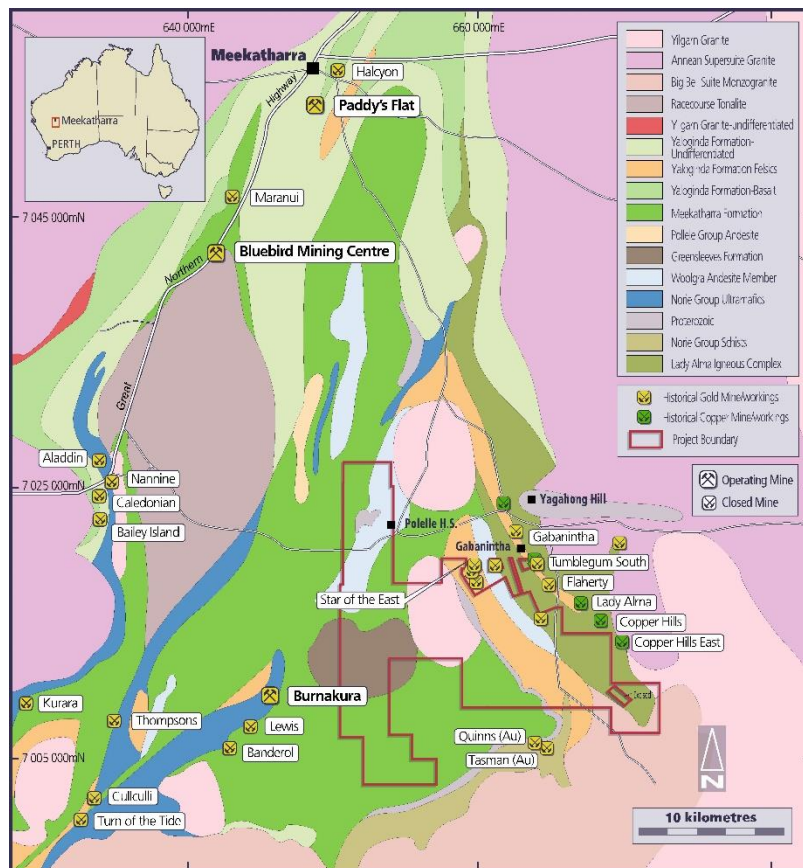 640 000mE
660 000mE
Meekatharra
Halcyon
Highway
Paddy's Flat
Meekatharra
PERTH
Maranui
7 045 000mN
Bluebird Mining Centre
Northern
Great
Aladdin
Nannine
7 025 000mN
Caledonian
Bailey Island
Yagahong Hill
Polelle H.S.
Gabanintha
Gabanintha
Tumblegum South
Star of the East
Flaherty
Lady Alma
Copper Hills
Copper Hills East
Excised
Burnakura
Kurara
Thompsons
Lewis
Banderol
Quinns (Au)
Tasman (Au)
7 005 000mN
Cullculli
Turn of the Tide
N
10 kilometres
Yilgarn Granite
Annean Supersuite Granite
Big Bell Suite Monzogranite
Racecourse Tonalite
Yilgarn Granite-undifferentiated
Yaloginda Formation-
Undifferentiated
Yaloginda Formation Felsics
Yaloginda Formation-Basalt
Meekatharra Formation
Pollele Group Andesite
Greensleeves Formation
Woolgra Andesite Member
Norie Group Ultramafics
Proterozoic
Norie Group Schists
Lady Alma Igneous Complex
Historical Gold Mine/workings
Historical Copper Mine/workings
Project Boundary
Operating Mine
Closed Mine